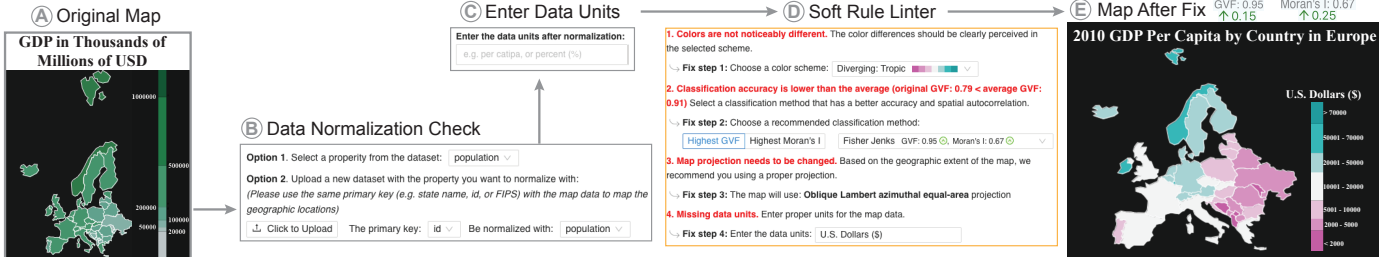 A Original Map
GDP in Thousands of
Millions of USD
1000000
500000
200000
100000
50000
20000
B Data Normalization Check
Option 1. Select a properity from the dataset: population
Option 2. Upload a new dataset with the property you want to normalize with:
(Please use the same primary key (e.g. state name, id, or FIPS) with the map data to map the
geographic locations)
Click to Upload The primary key: id Be normalized with: population
C Enter Data Units
Enter the data units after normalization:
e.g. per catipa, or percent (%)
D Soft Rule Linter
1. Colors are not noticeably different. The color differences should be clearly perceived in
the selected scheme.
Fix step 1: Choose a color scheme: Diverging: Tropic
2. Classification accuracy is lower than the average (original GVF: 0.79 < average GVF:
0.91) Select a classification method that has a better accuracy and spatial autocorrelation.
Fix step 2: Choose a recommended classification method:
Highest GVF Highest Moran's I Fisher Jenks GVF: 0.95 , Moran's I: 0.67
3. Map projection needs to be changed. Based on the geographic extent of the map, we
recommend you using a proper projection.
Fix step 3: The map will use: Oblique Lambert azimuthal equal-area projection
4. Missing data units. Enter proper units for the map data.
Fix step 4: Enter the data units: U.S. Dollars ($)
E Map After Fix
GVF: 0.95 Moran's I: 0.67
↑ 0.15 ↑ 0.25
2010 GDP Per Capita by Country in Europe
U.S. Dollars ($)
> 70000
50001 - 70000
20001 - 50000
10001 - 20000
5001 - 10000
2000 - 5000
< 2000